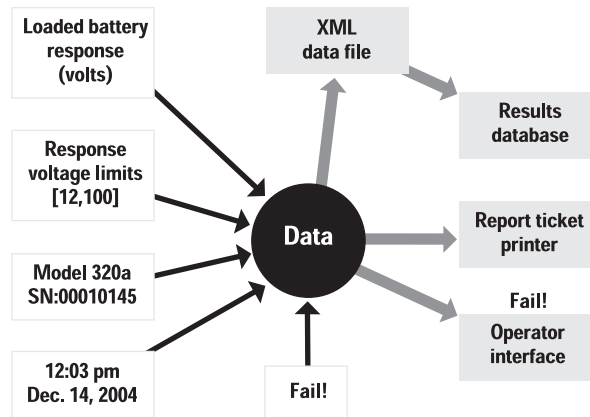 Loaded battery
response
(volts)
XML
data file
Results
database
Response
voltage limits
[12,100]
Data
Report ticket
printer
Model 320a
SN:00010145
Fail!
Operator
interface
12:03 pm
Dec. 14, 2004
Fail!